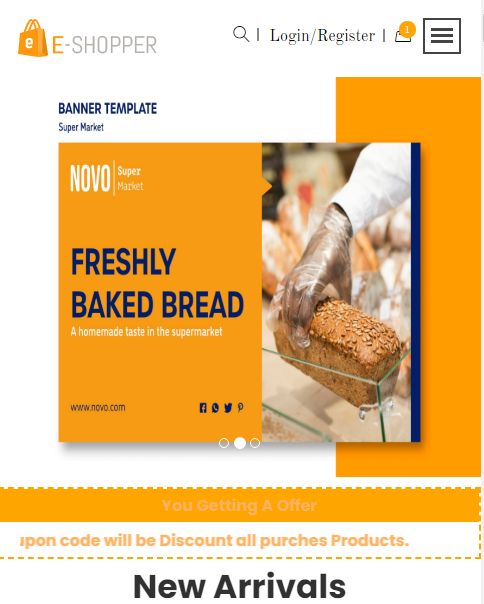 e E-SHOPPER
Login/Register
1
BANNER TEMPLATE
Super Market
NOVO Super
Market
FRESHLY
BAKED BREAD
A homemade taste in the supermarket
www.novo.com
You Getting A Offer
code will be Discount all purches Products.
New Arrivals